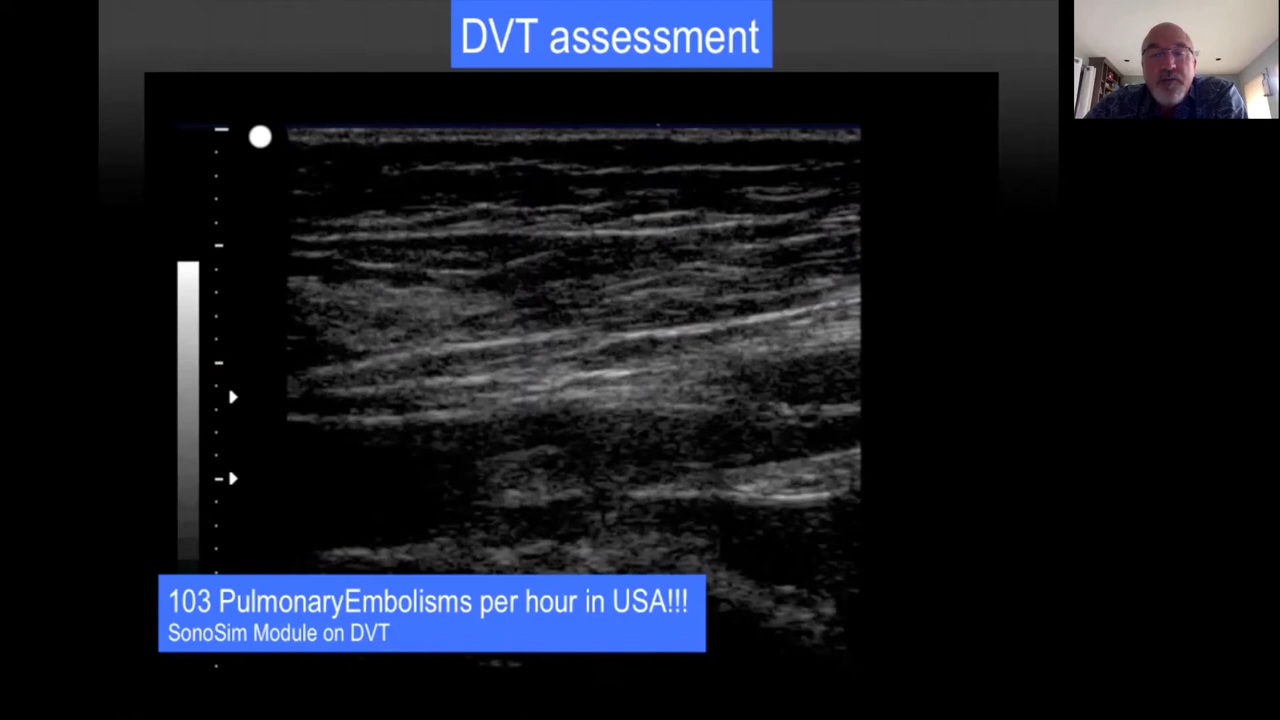 DVT assessment
103 PulmonaryEmbolisms per hour in USA!!!
SonoSim Module on DVT